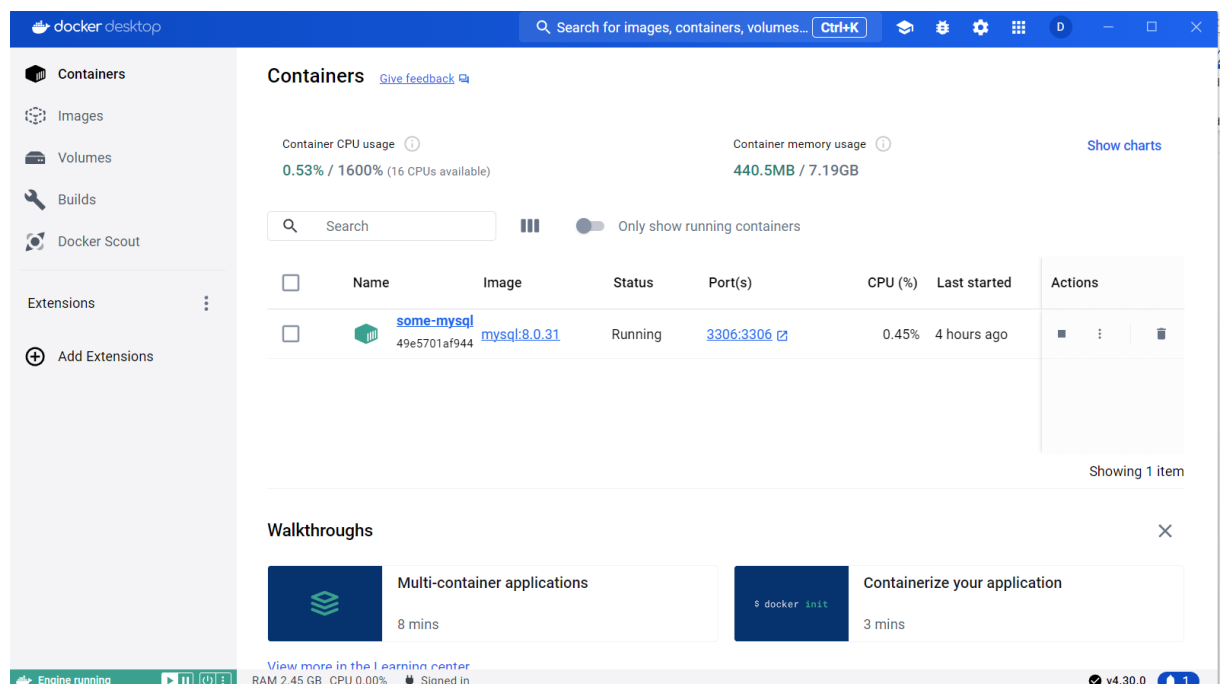 docker desktop
Search for images, containers, volumes... Ctrl+K
D
Containers
Images
Volumes
Builds
Docker Scout
Extensions
Add Extensions
Containers Give feedback
Container CPU usage
0.53% / 1600% (16 CPUs available)
Container memory usage
440.5MB / 7.19GB
Show charts
Search
Only show running containers
Name Image Status Port(s) CPU (%) Last started Actions
some-mysql
49e5701af944
mysql:8.0.31 Running 3306:3306 0.45% 4 hours ago
Showing 1 item
Walkthroughs
$ docker init
Multi-container applications
8 mins
Containerize your application
3 mins
View more in the Learning center
Engine running
RAM 2.45 GB CPU 0.00% Signed in
v4.30.0
1